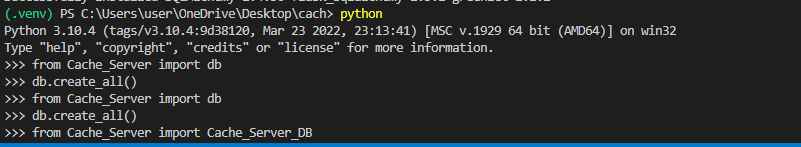 (.venv) PS C:\Users\user\OneDrive\Desktop\cach> python
Python 3.10.4 (tags/v3.10.4:9d38120, Mar 23 2022, 23:13:41) [MSC v.1929 64 bit (AMD64)] on win32
Type "help", "copyright", "credits" or "license" for more information.
>>> from Cache_Server import db
>>> db.create_all()
>>> from Cache_Server import db
>>> db.create_all()
>>> from Cache_Server import Cache_Server_DB